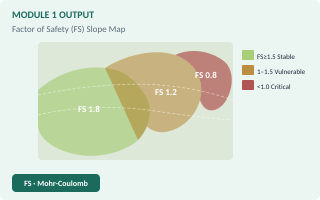 MODULE 1 OUTPUT
Factor of Safety (FS) Slope Map
FS 0.8
FS 1.2
FS 1.8
FS≥1.5 Stable
1–1.5 Vulnerable
<1.0 Critical
FS · Mohr-Coulomb